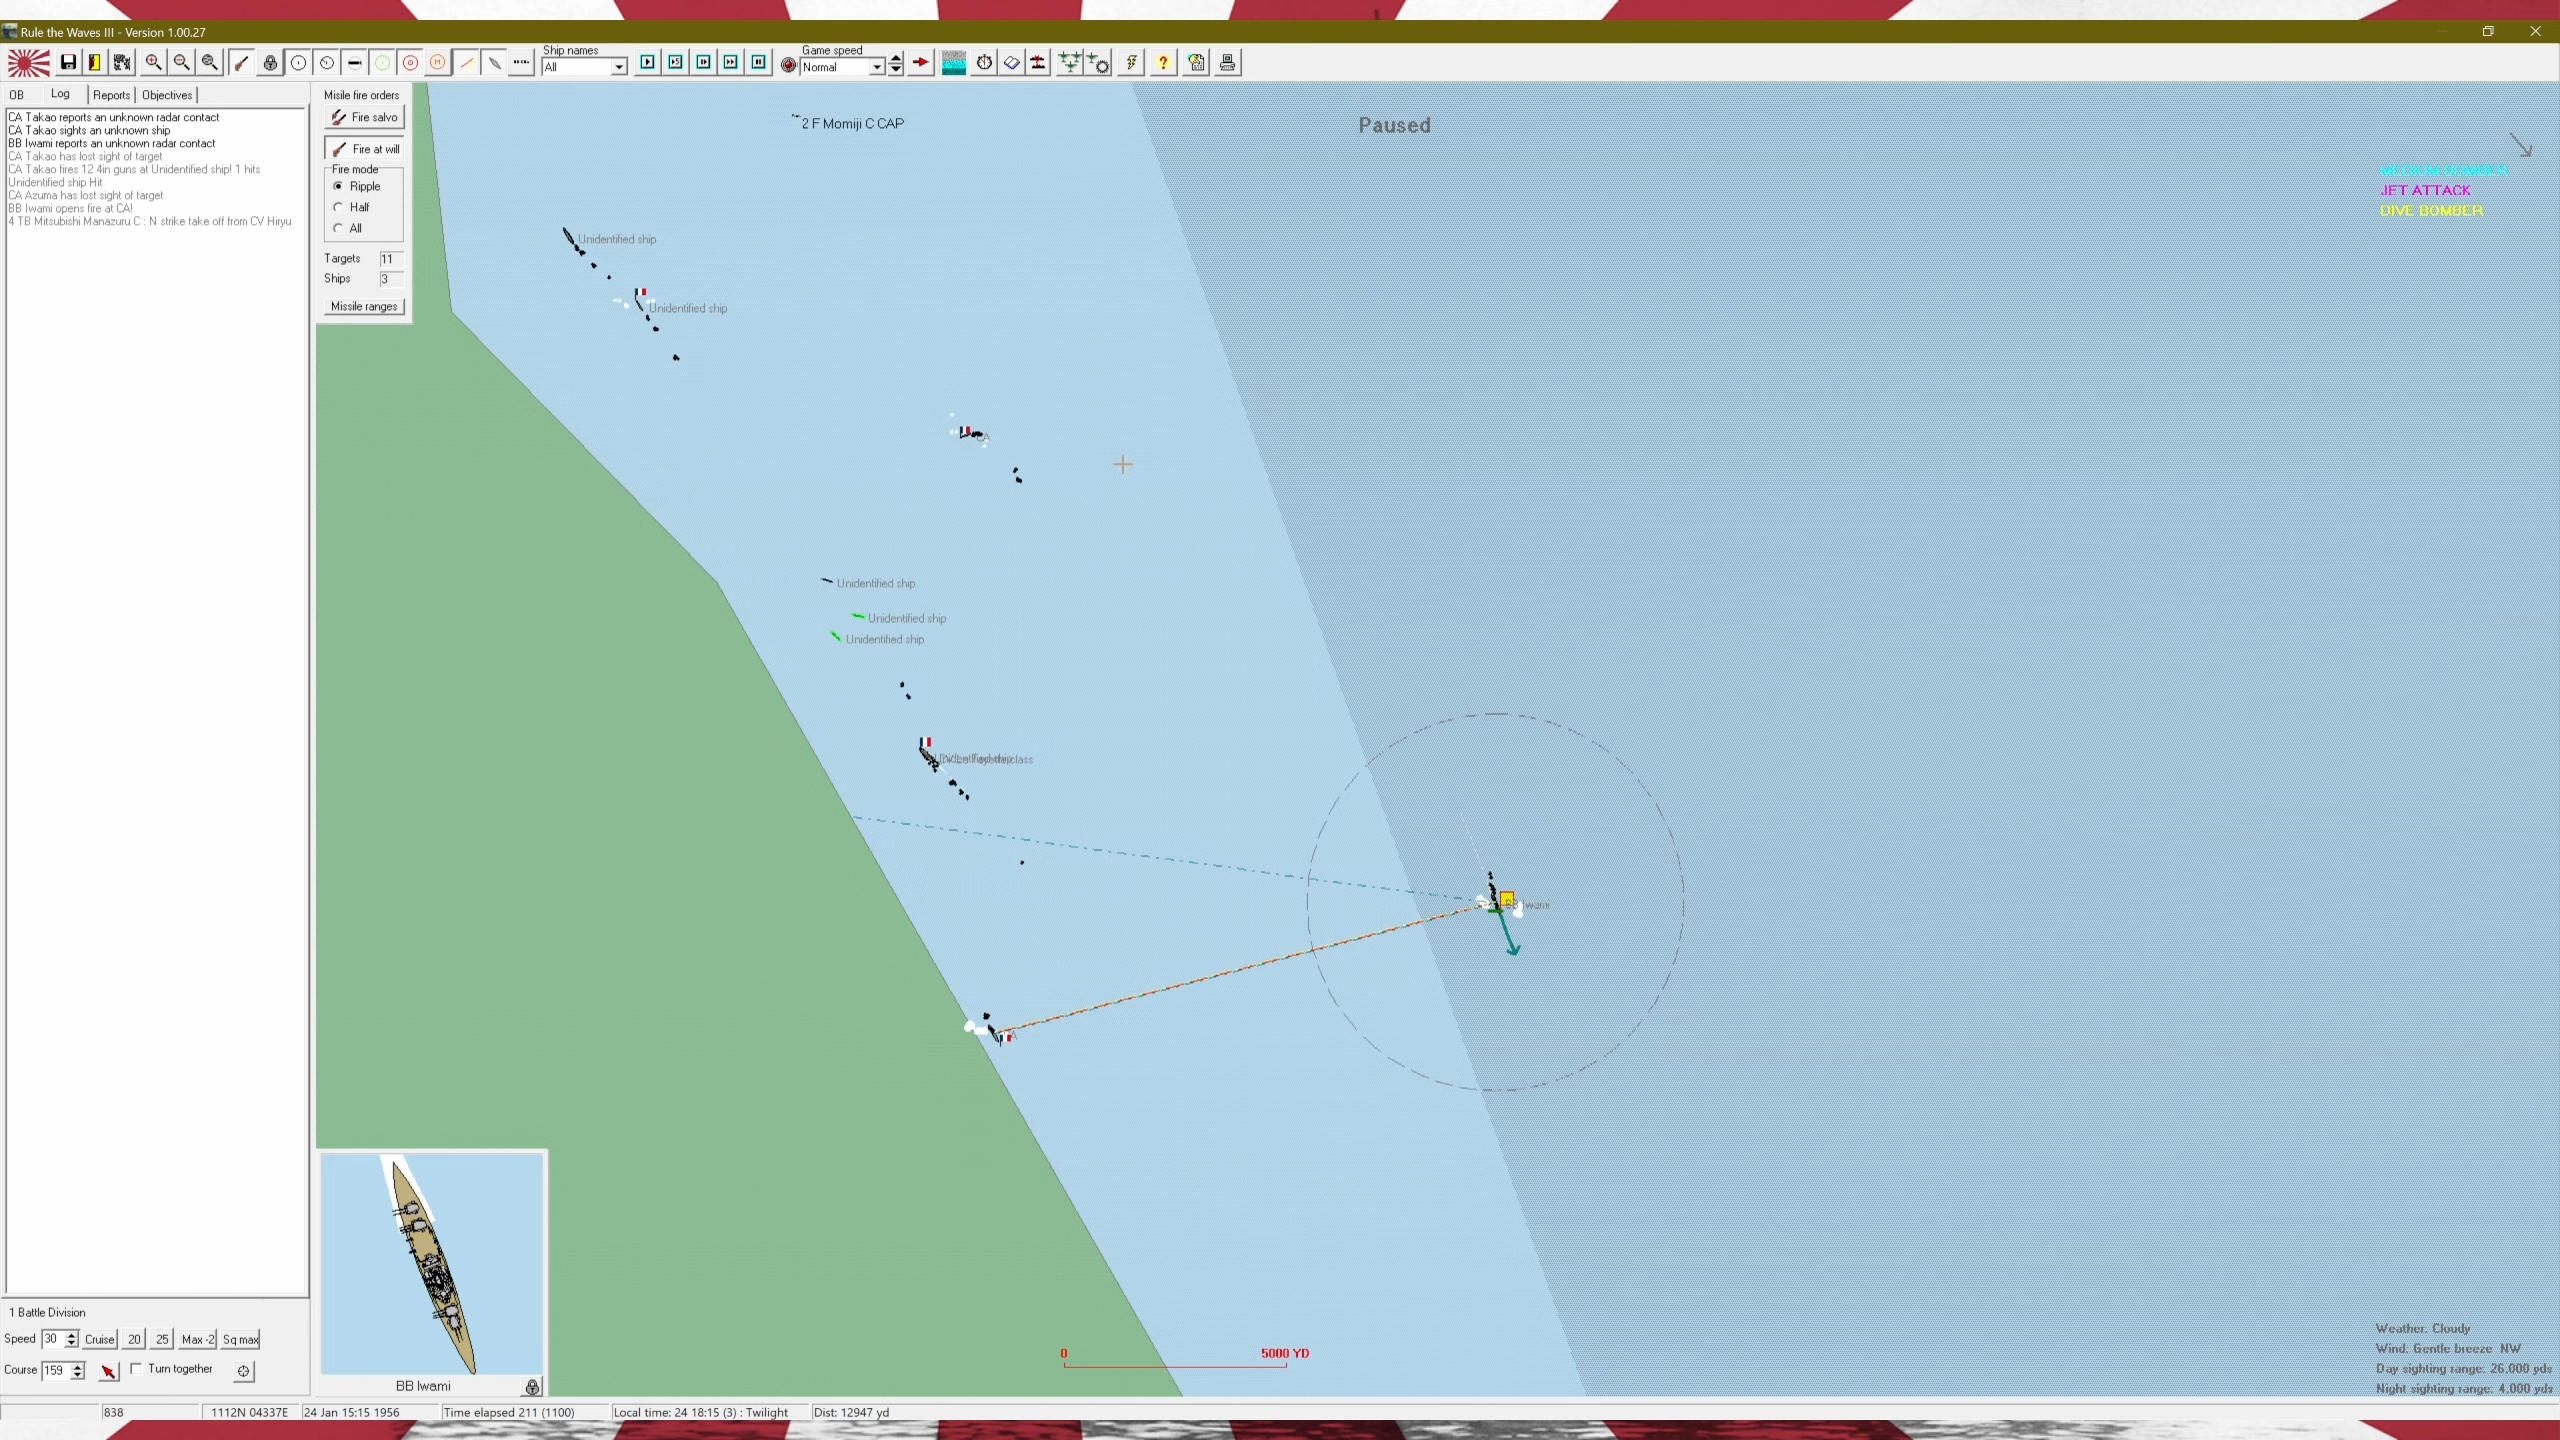 Rule the Waves III - Version 1.00.27
Ship names
All
Game speed
Normal
OB
Log
Reports
Objectives
CA Takao reports an unknown radar contact
CA Takao sights an unknown ship
BB Iwami reports an unknown radar contact
CA Takao has lost sight of target
CA Takao fires 12 4in guns at Unidentified ship! 1 hits
Unidentified ship Hit
CA Azuma has lost sight of target
BB Iwami opens fire at CA!
4 TB Mitsubishi Manazuru C : N strike take off from CV Hiryu
Missile fire orders
Fire salvo
Fire at will
Fire mode
Ripple
Half
All
Targets 11
Ships 3
Missile ranges
2 F Momiji C CAP
Paused
MEDIUM BOMBER
JET ATTACK
DIVE BOMBER
Unidentified ship
Unidentified ship
CA
Unidentified ship
Unidentified ship
Unidentified ship
BB Iwami
0 5000 YD
1 Battle Division
Speed 30 Cruise 20 25 Max -2 Sq max
Course 159 Turn together
BB Iwami
Weather: Cloudy
Wind: Gentle breeze NW
Day sighting range: 26,000 yds
Night sighting range: 4,000 yds
838
1112N 04337E
24 Jan 15:15 1956
Time elapsed 211 (1100)
Local time: 24 18:15 (3) : Twilight
Dist: 12947 yd